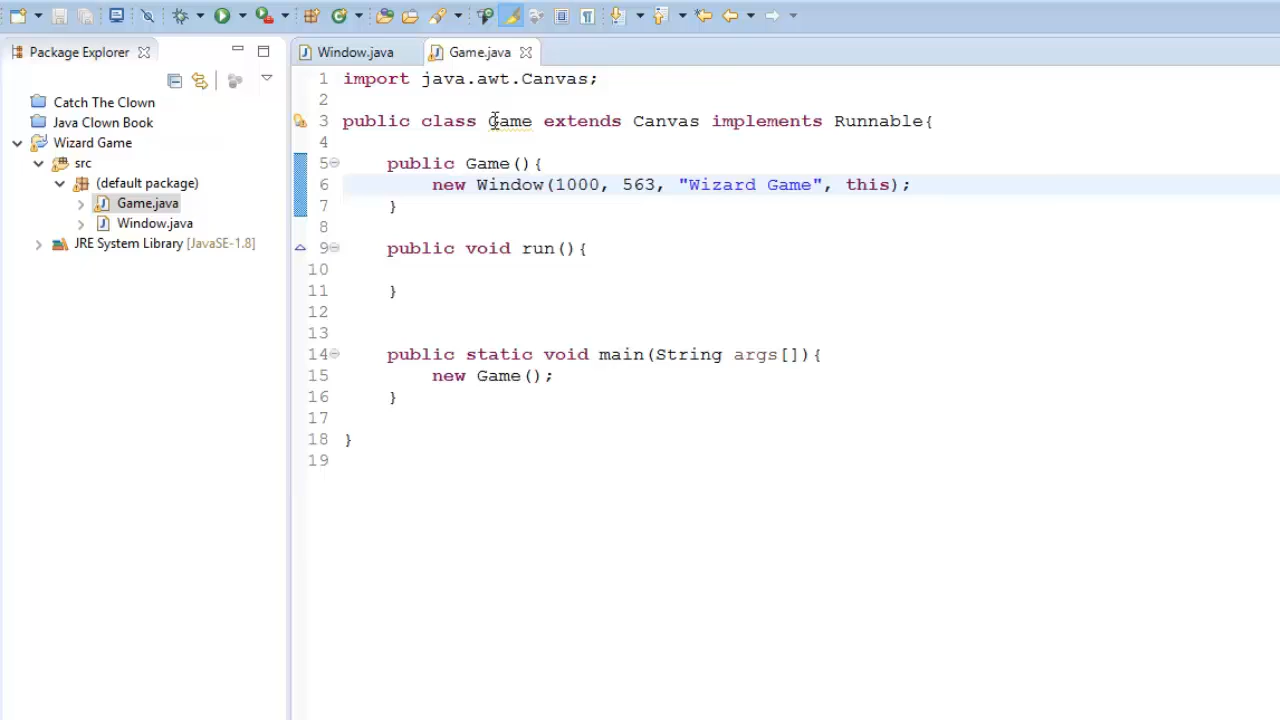 Package Explorer
Catch The Clown
Java Clown Book
Wizard Game
src
(default package)
Game.java
Window.java
JRE System Library [JavaSE-1.8]
Window.java
Game.java
1 import java.awt.Canvas;
2
3 public class Game extends Canvas implements Runnable{
4
5 public Game(){
6 new Window(1000, 563, "Wizard Game", this);
7 }
8
9 public void run(){
10
11 }
12
13
14 public static void main(String args[]){
15 new Game();
16 }
17
18 }
19